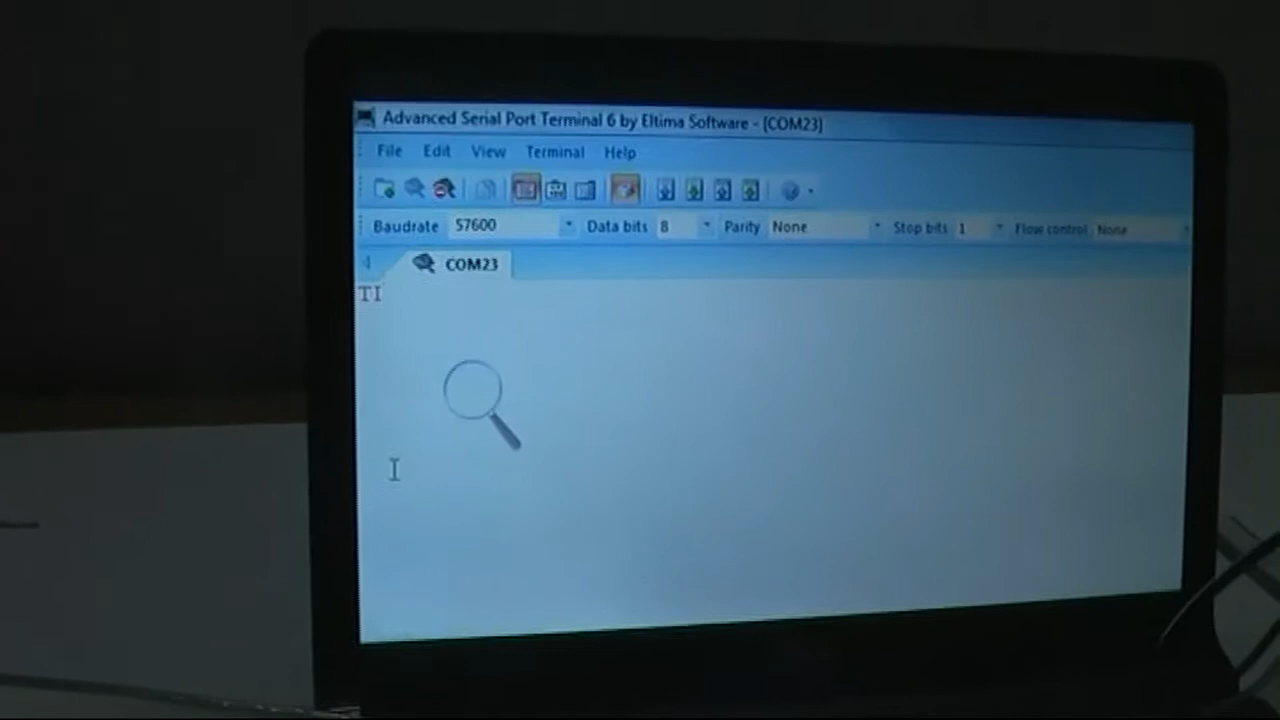 Advanced Serial Port Terminal 6 by Eltima Software - [COM23]
File Edit View Terminal Help
Baudrate 57600 Data bits 8 Parity None Stop bits 1 Flow control None
COM23
TI